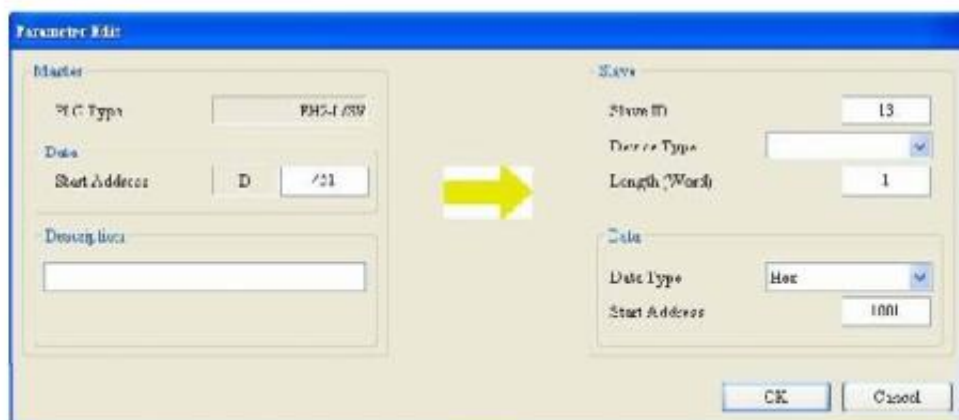 Parameter Edit
Master
PLC Type
Data
Start Address D
Description
Slave
Slave ID 13
Device Type
Length (Word) 1
Data
Data Type Hex
Start Address
OK Cancel